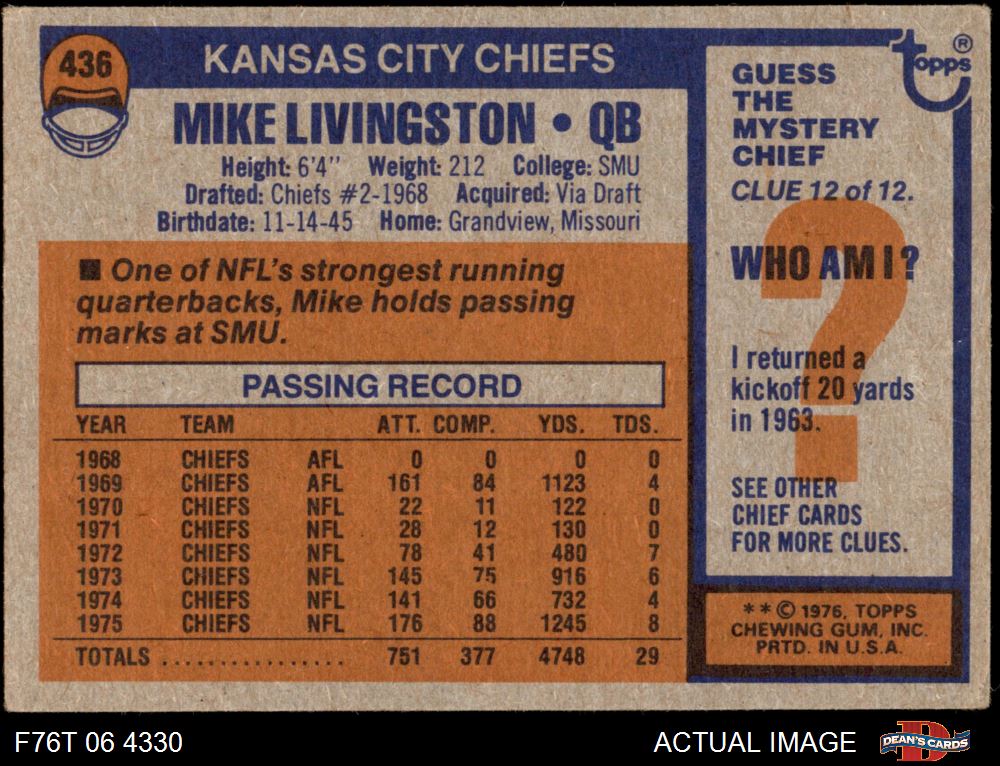 436
KANSAS CITY CHIEFS
MIKE LIVINGSTON • QB
Height: 6'4" Weight: 212 College: SMU
Drafted: Chiefs #2-1968 Acquired: Via Draft
Birthdate: 11-14-45 Home: Grandview, Missouri
■ One of NFL's strongest running
quarterbacks, Mike holds passing
marks at SMU.
PASSING RECORD
YEAR TEAM ATT. COMP. YDS. TDS.
1968 CHIEFS AFL 0 0 0 0
1969 CHIEFS AFL 161 84 1123 4
1970 CHIEFS NFL 22 11 122 0
1971 CHIEFS NFL 28 12 130 0
1972 CHIEFS NFL 78 41 480 7
1973 CHIEFS NFL 145 75 916 6
1974 CHIEFS NFL 141 66 732 4
1975 CHIEFS NFL 176 88 1245 8
TOTALS ................. 751 377 4748 29
topps®
GUESS
THE
MYSTERY
CHIEF
CLUE 12 of 12.
?
WHO AM I?
I returned a
kickoff 20 yards
in 1963.
SEE OTHER
CHIEF CARDS
FOR MORE CLUES.
**© 1976, TOPPS
CHEWING GUM, INC.
PRTD. IN U.S.A.
F76T 06 4330
ACTUAL IMAGE
D
DEAN'S CARDS